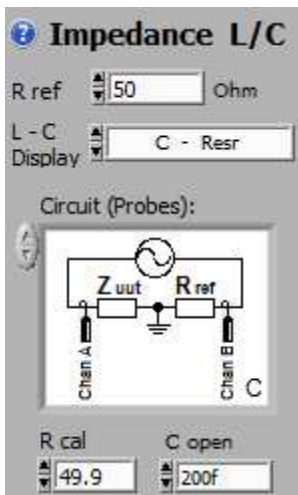 ? Impedance L/C
R ref 50 Ohm
L - C
Display C - Resr
Circuit (Probes):
Z uut R ref
Chan A Chan B C
R cal C open
49.9 200f